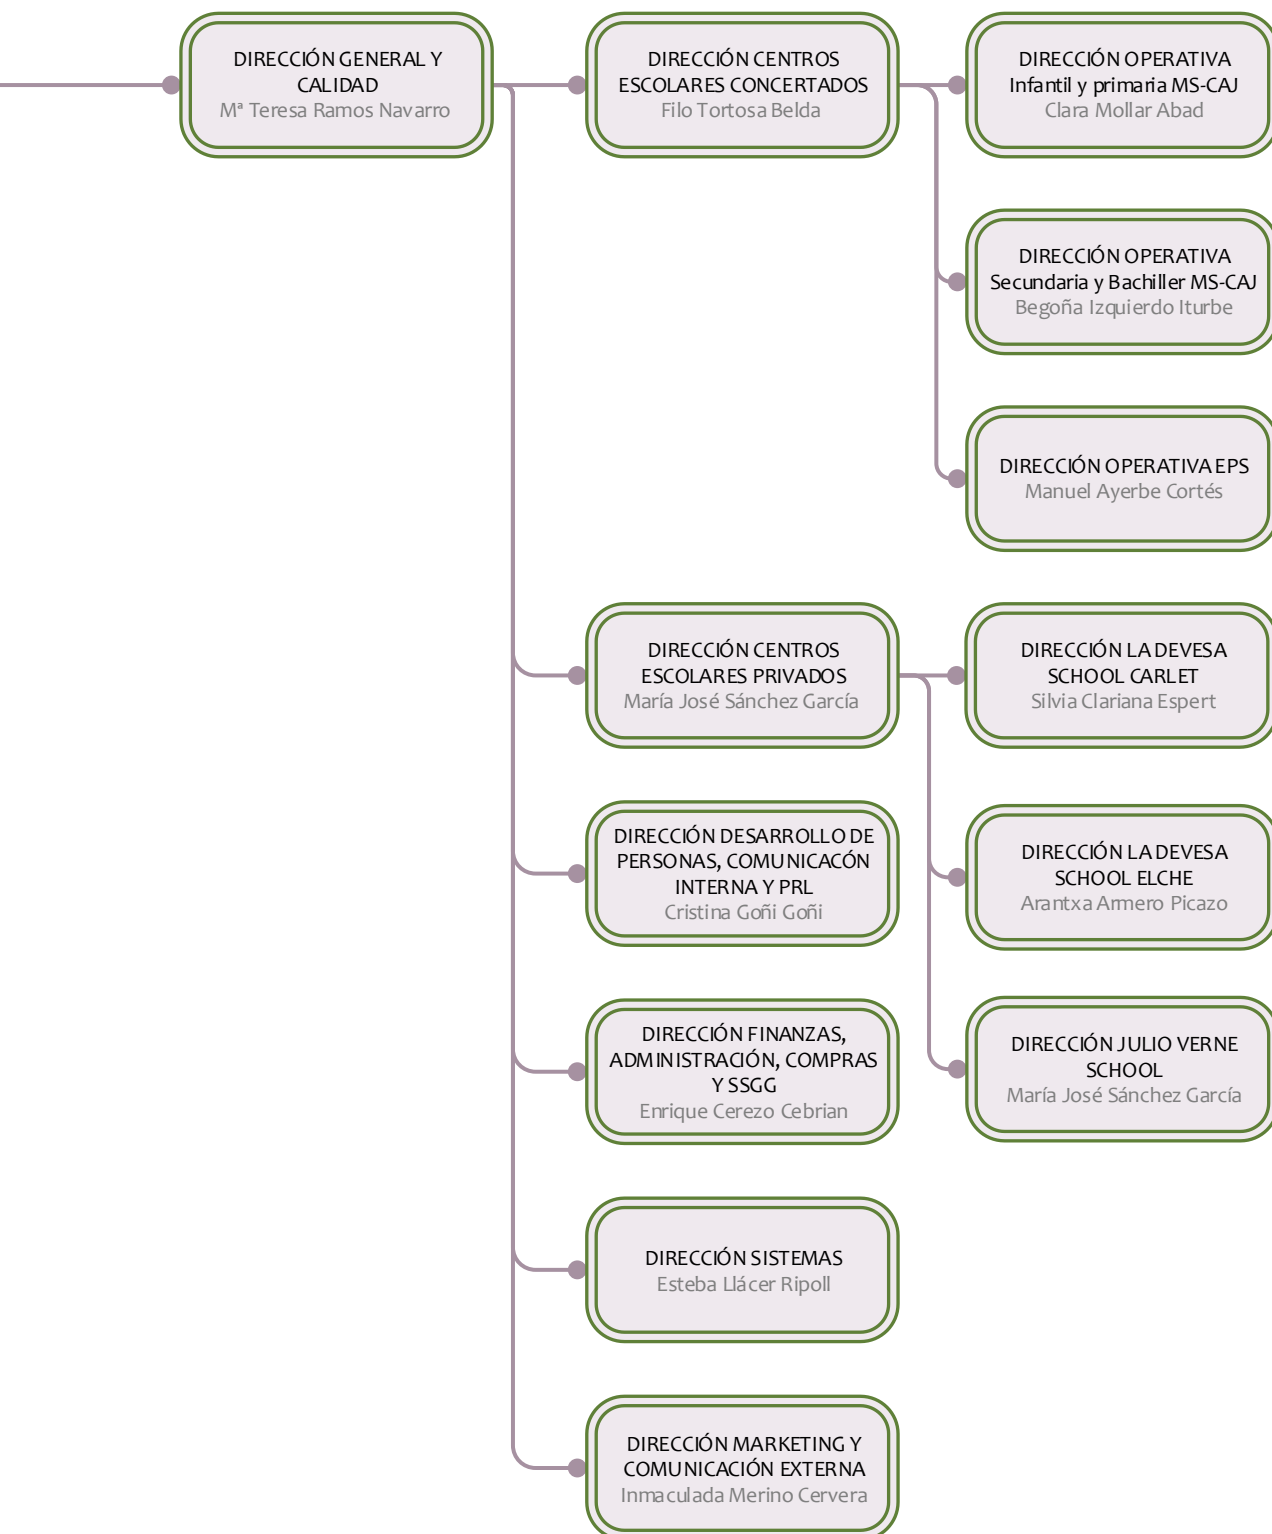 DIRECCIÓN GENERAL Y
CALIDAD
Mª Teresa Ramos Navarro
DIRECCIÓN CENTROS
ESCOLARES CONCERTADOS
Filo Tortosa Belda
DIRECCIÓN OPERATIVA
Infantil y primaria MS-CAJ
Clara Mollar Abad
DIRECCIÓN OPERATIVA
Secundaria y Bachiller MS-CAJ
Begoña Izquierdo Iturbe
DIRECCIÓN OPERATIVA EPS
Manuel Ayerbe Cortés
DIRECCIÓN CENTROS
ESCOLARES PRIVADOS
María José Sánchez García
DIRECCIÓN LA DEVESA
SCHOOL CARLET
Silvia Clariana Espert
DIRECCIÓN LA DEVESA
SCHOOL ELCHE
Arantxa Armero Picazo
DIRECCIÓN JULIO VERNE
SCHOOL
María José Sánchez García
DIRECCIÓN DESARROLLO DE
PERSONAS, COMUNICACÓN
INTERNA Y PRL
Cristina Goñi Goñi
DIRECCIÓN FINANZAS,
ADMINISTRACIÓN, COMPRAS
Y SSGG
Enrique Cerezo Cebrian
DIRECCIÓN SISTEMAS
Esteba Llácer Ripoll
DIRECCIÓN MARKETING Y
COMUNICACIÓN EXTERNA
Inmaculada Merino Cervera